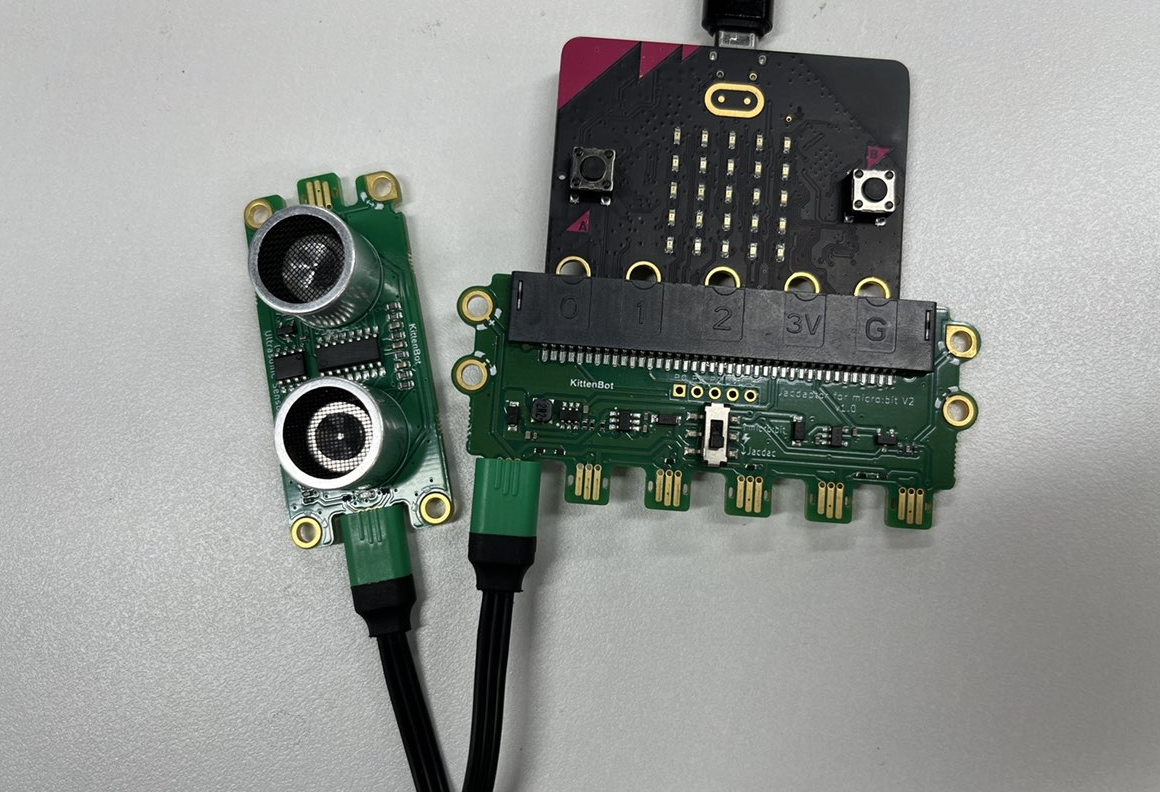 B
A
0 1 2 3V G
KittenBot
Jacdaptor for micro:bit V2
v1.0
micro:bit
Jacdac
KittenBot
Ultrasonic Sensor